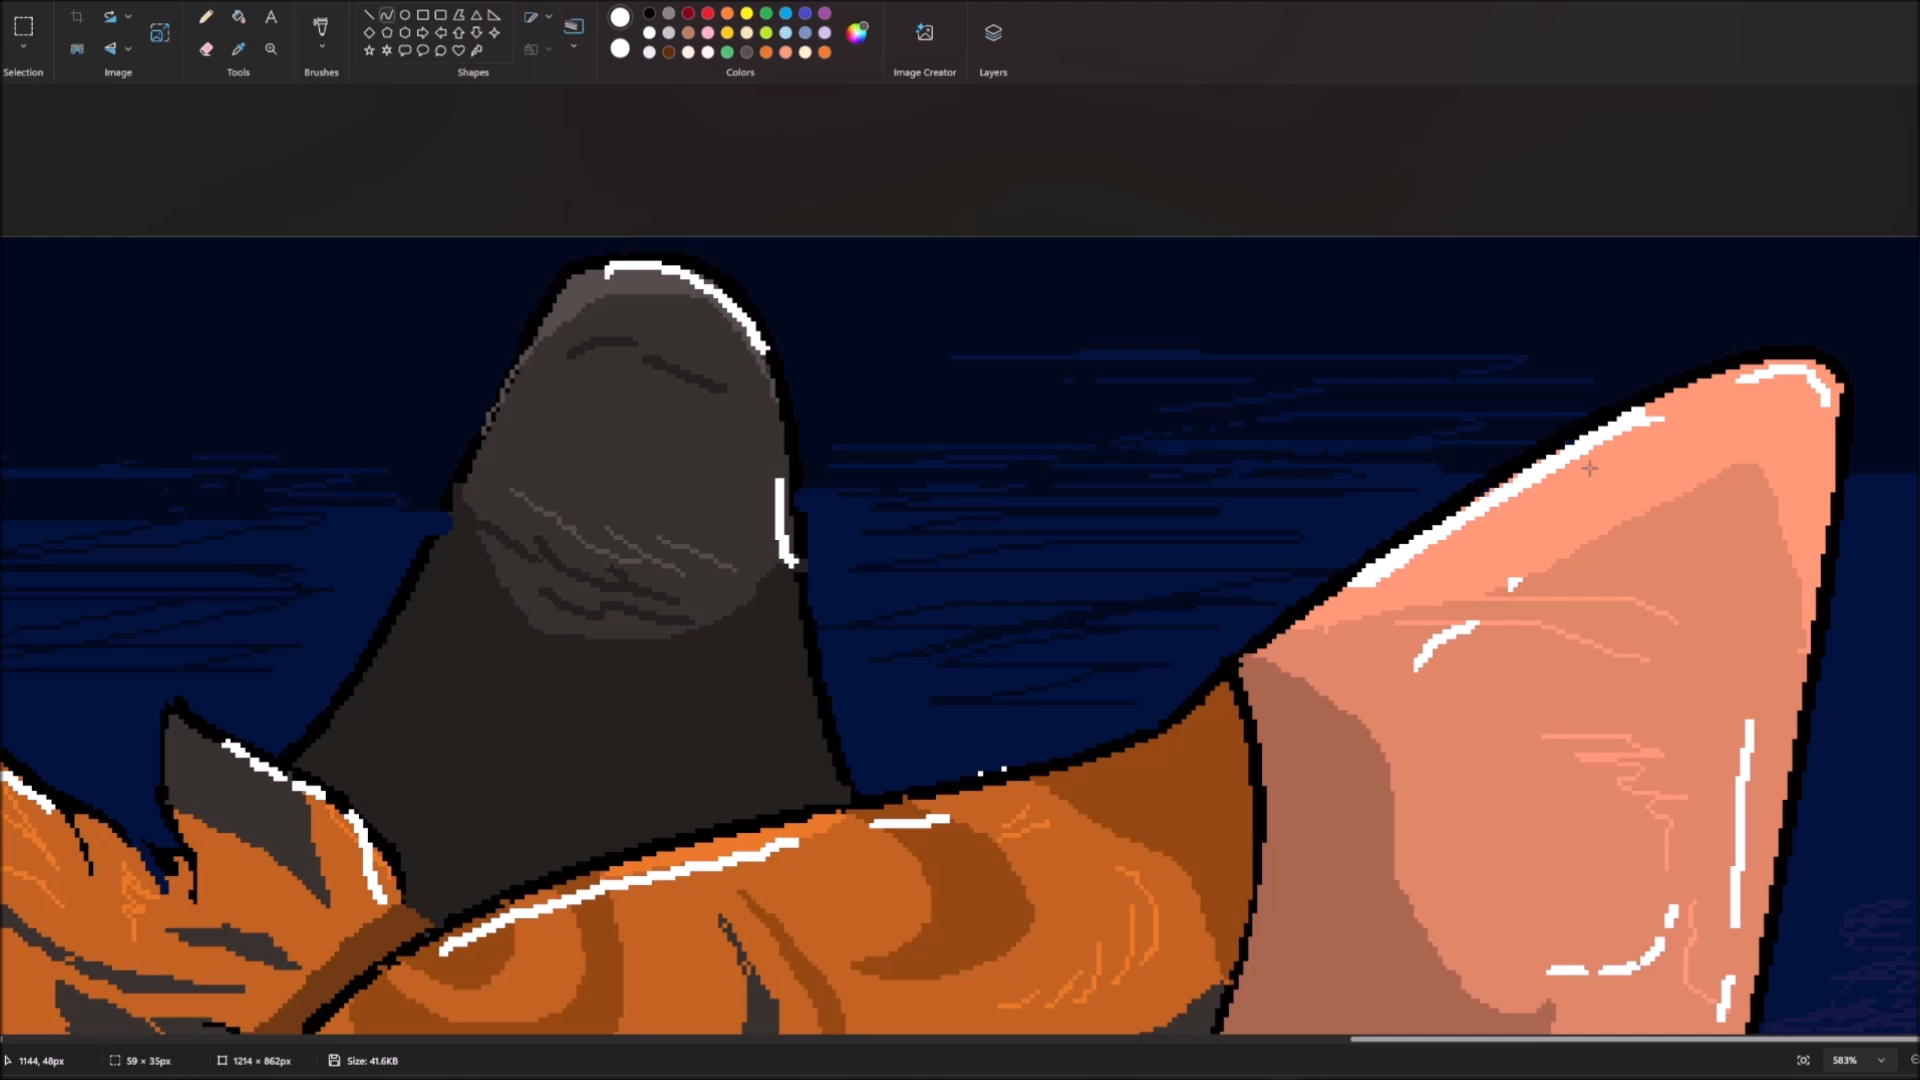 Selection
Image
Tools
Brushes
Shapes
Colors
Image Creator
Layers
1144, 48px
59 × 35px
1214 × 862px
Size: 41.6KB
583%